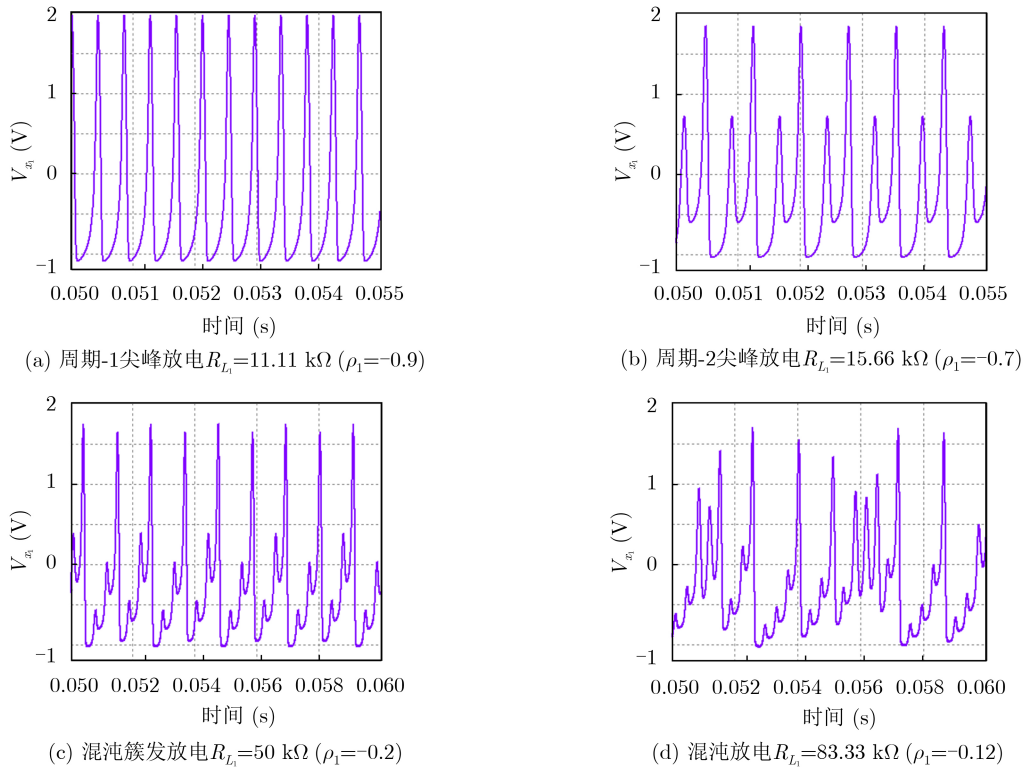 2
1
0
−1
V_{x_1} (V)
0.050 0.051 0.052 0.053 0.054 0.055
时间 (s)
(a) 周期-1尖峰放电R_{L_1}=11.11 kΩ (ρ_1=−0.9)
2
1
0
−1
V_{x_1} (V)
0.050 0.051 0.052 0.053 0.054 0.055
时间 (s)
(b) 周期-2尖峰放电R_{L_1}=15.66 kΩ (ρ_1=−0.7)
2
1
0
−1
V_{x_1} (V)
0.050 0.052 0.054 0.056 0.058 0.060
时间 (s)
(c) 混沌簇发放电R_{L_1}=50 kΩ (ρ_1=−0.2)
2
1
0
−1
V_{x_1} (V)
0.050 0.052 0.054 0.056 0.058 0.060
时间 (s)
(d) 混沌放电R_{L_1}=83.33 kΩ (ρ_1=−0.12)